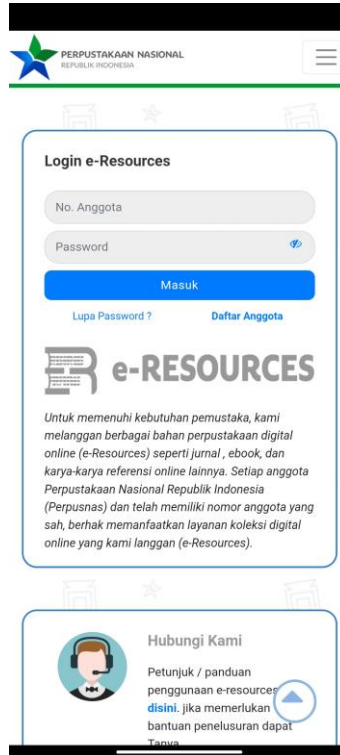 PERPUSTAKAAN NASIONAL
REPUBLIK INDONESIA
Login e-Resources
No. Anggota
Password
Masuk
Lupa Password ? Daftar Anggota
e-RESOURCES
Untuk memenuhi kebutuhan pemustaka, kami
melanggan berbagai bahan perpustakaan digital
online (e-Resources) seperti jurnal , ebook, dan
karya-karya referensi online lainnya. Setiap anggota
Perpustakaan Nasional Republik Indonesia
(Perpusnas) dan telah memiliki nomor anggota yang
sah, berhak memanfaatkan layanan koleksi digital
online yang kami langgan (e-Resources).
Hubungi Kami
Petunjuk / panduan
penggunaan e-resources
disini. jika memerlukan
bantuan penelusuran dapat
Tanya